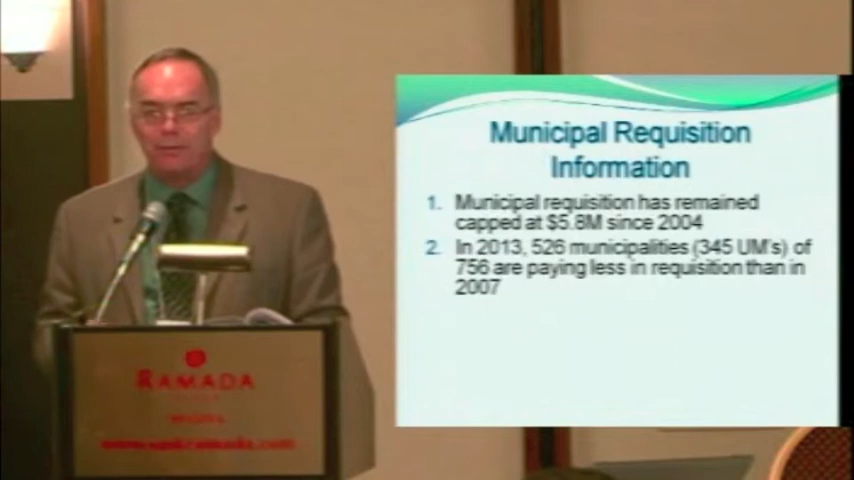 Municipal Requisition
Information
1. Municipal requisition has remained
capped at $5.8M since 2004
2. In 2013, 526 municipalities (345 UM's) of
756 are paying less in requisition than in
2007
RAMADA